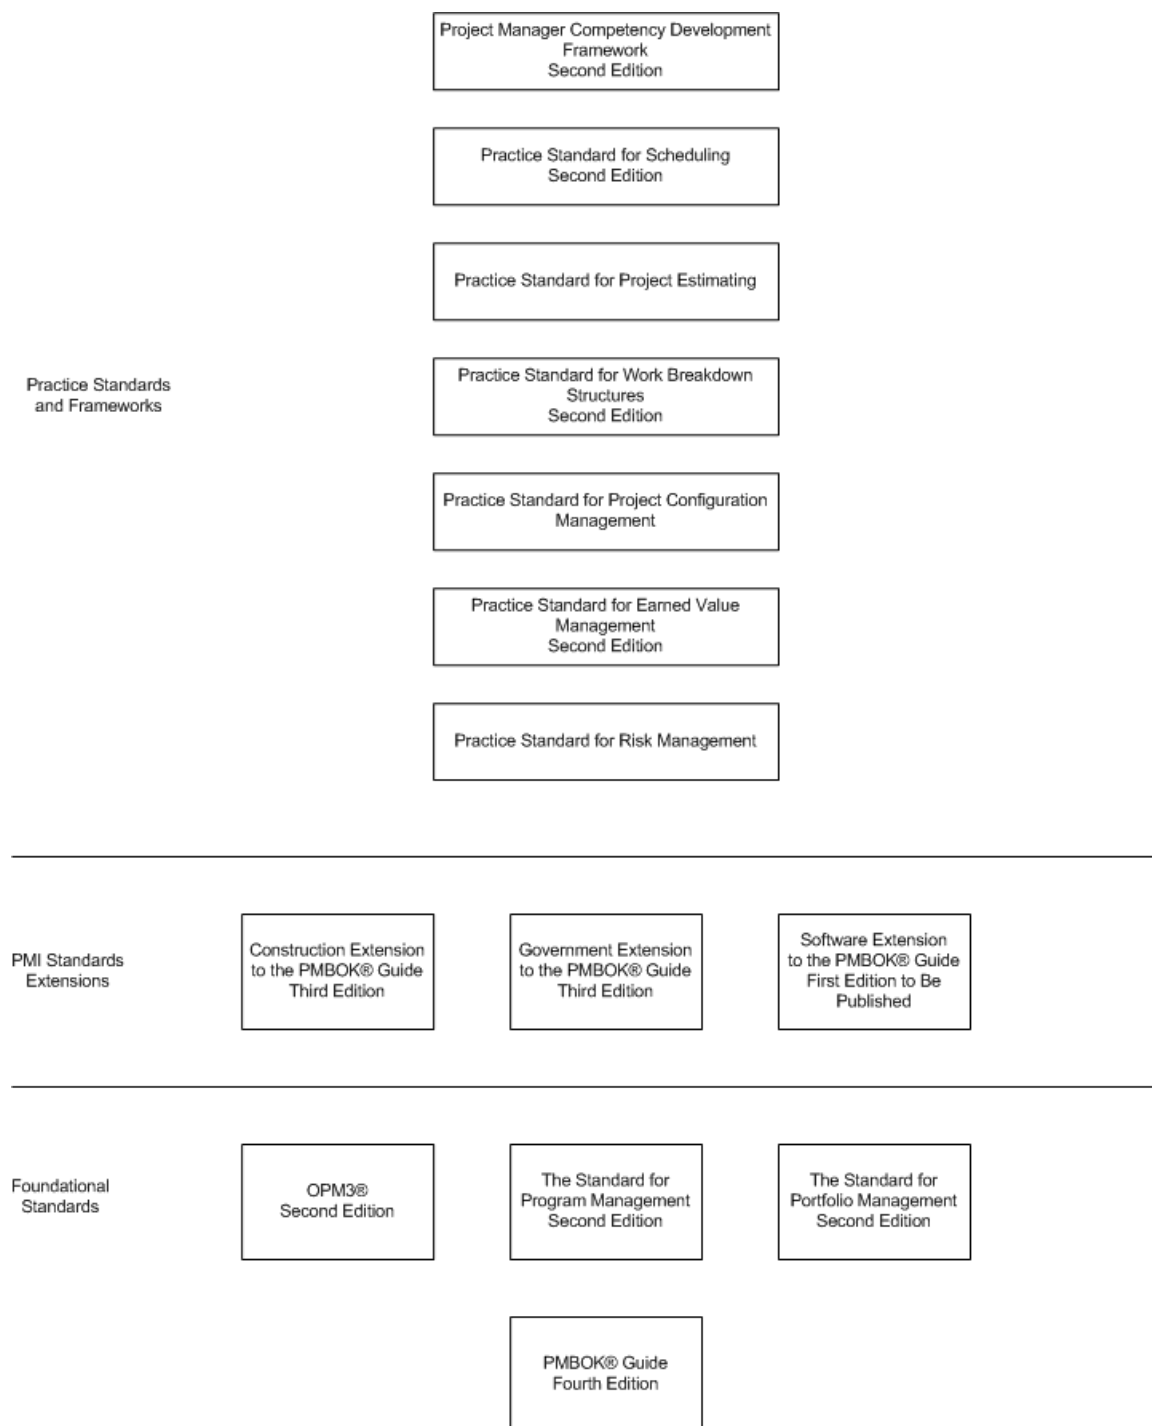 Project Manager Competency Development
Framework
Second Edition
Practice Standard for Scheduling
Second Edition
Practice Standard for Project Estimating
Practice Standards
and Frameworks
Practice Standard for Work Breakdown
Structures
Second Edition
Practice Standard for Project Configuration
Management
Practice Standard for Earned Value
Management
Second Edition
Practice Standard for Risk Management
PMI Standards
Extensions
Construction Extension
to the PMBOK® Guide
Third Edition
Government Extension
to the PMBOK® Guide
Third Edition
Software Extension
to the PMBOK® Guide
First Edition to Be
Published
Foundational
Standards
OPM3®
Second Edition
The Standard for
Program Management
Second Edition
The Standard for
Portfolio Management
Second Edition
PMBOK® Guide
Fourth Edition